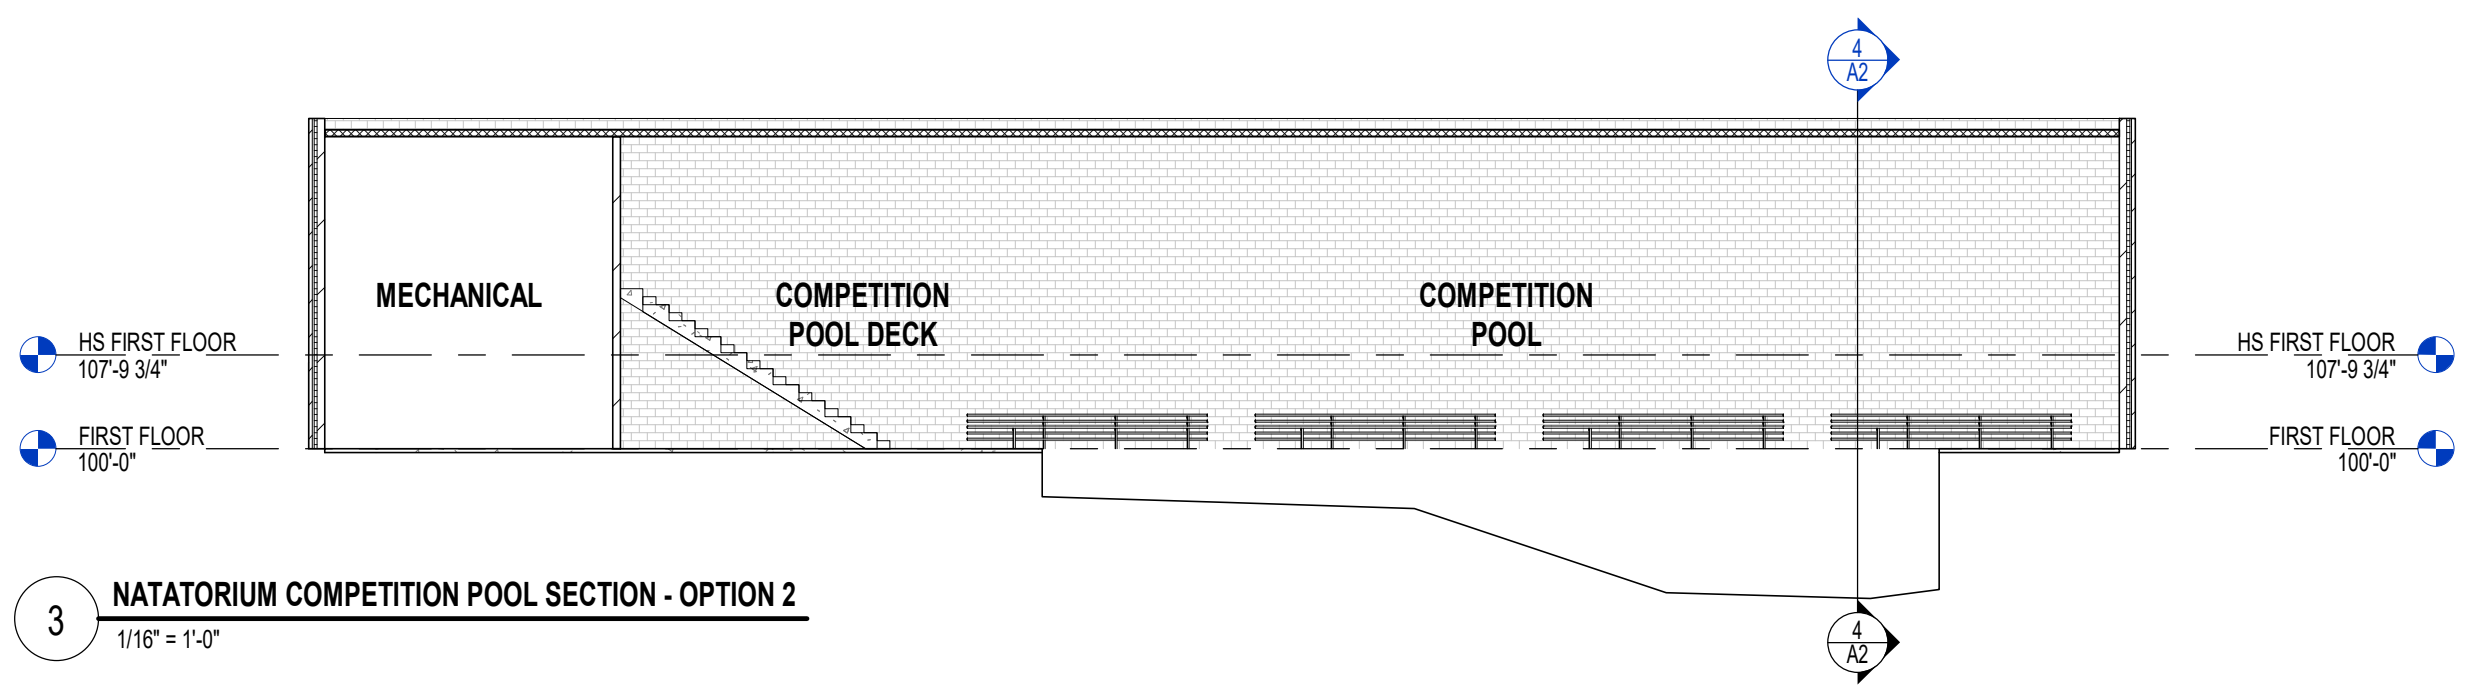 4
A2
MECHANICAL
COMPETITION
POOL DECK
COMPETITION
POOL
HS FIRST FLOOR
107'-9 3/4"
HS FIRST FLOOR
107'-9 3/4"
FIRST FLOOR
100'-0"
FIRST FLOOR
100'-0"
3
NATATORIUM COMPETITION POOL SECTION - OPTION 2
1/16" = 1'-0"
4
A2